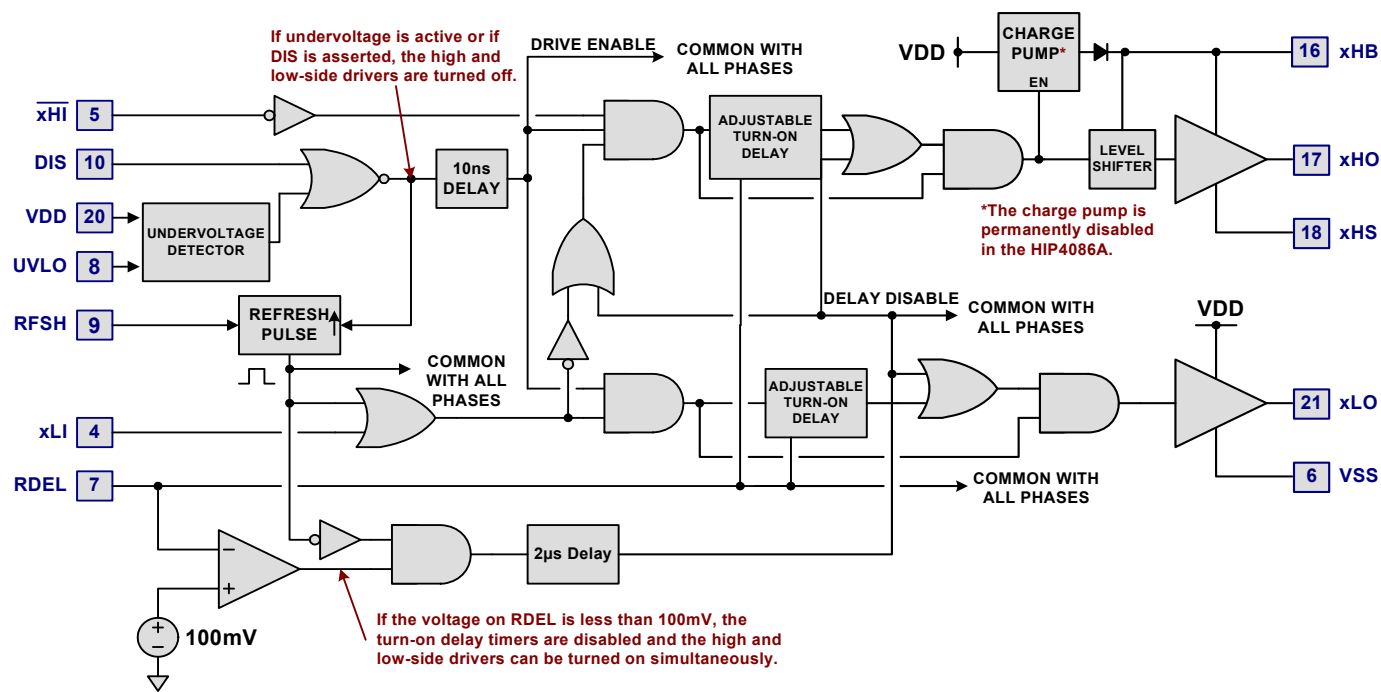 If undervoltage is active or if
DIS is asserted, the high and
low-side drivers are turned off.
DRIVE ENABLE
COMMON WITH
ALL PHASES
VDD
CHARGE
PUMP*
EN
16 xHB
xHI 5
ADJUSTABLE
TURN-ON
DELAY
DIS 10
10ns
DELAY
LEVEL
SHIFTER
17 xHO
VDD 20
UNDERVOLTAGE
DETECTOR
*The charge pump is
permanently disabled
in the HIP4086A.
18 xHS
UVLO 8
RFSH 9
REFRESH
PULSE
DELAY DISABLE
COMMON WITH
ALL PHASES
VDD
COMMON
WITH ALL
PHASES
ADJUSTABLE
TURN-ON
DELAY
21 xLO
xLI 4
RDEL 7
COMMON WITH
ALL PHASES
6 VSS
−
+
2µs Delay
+
−
100mV
If the voltage on RDEL is less than 100mV, the
turn-on delay timers are disabled and the high and
low-side drivers can be turned on simultaneously.